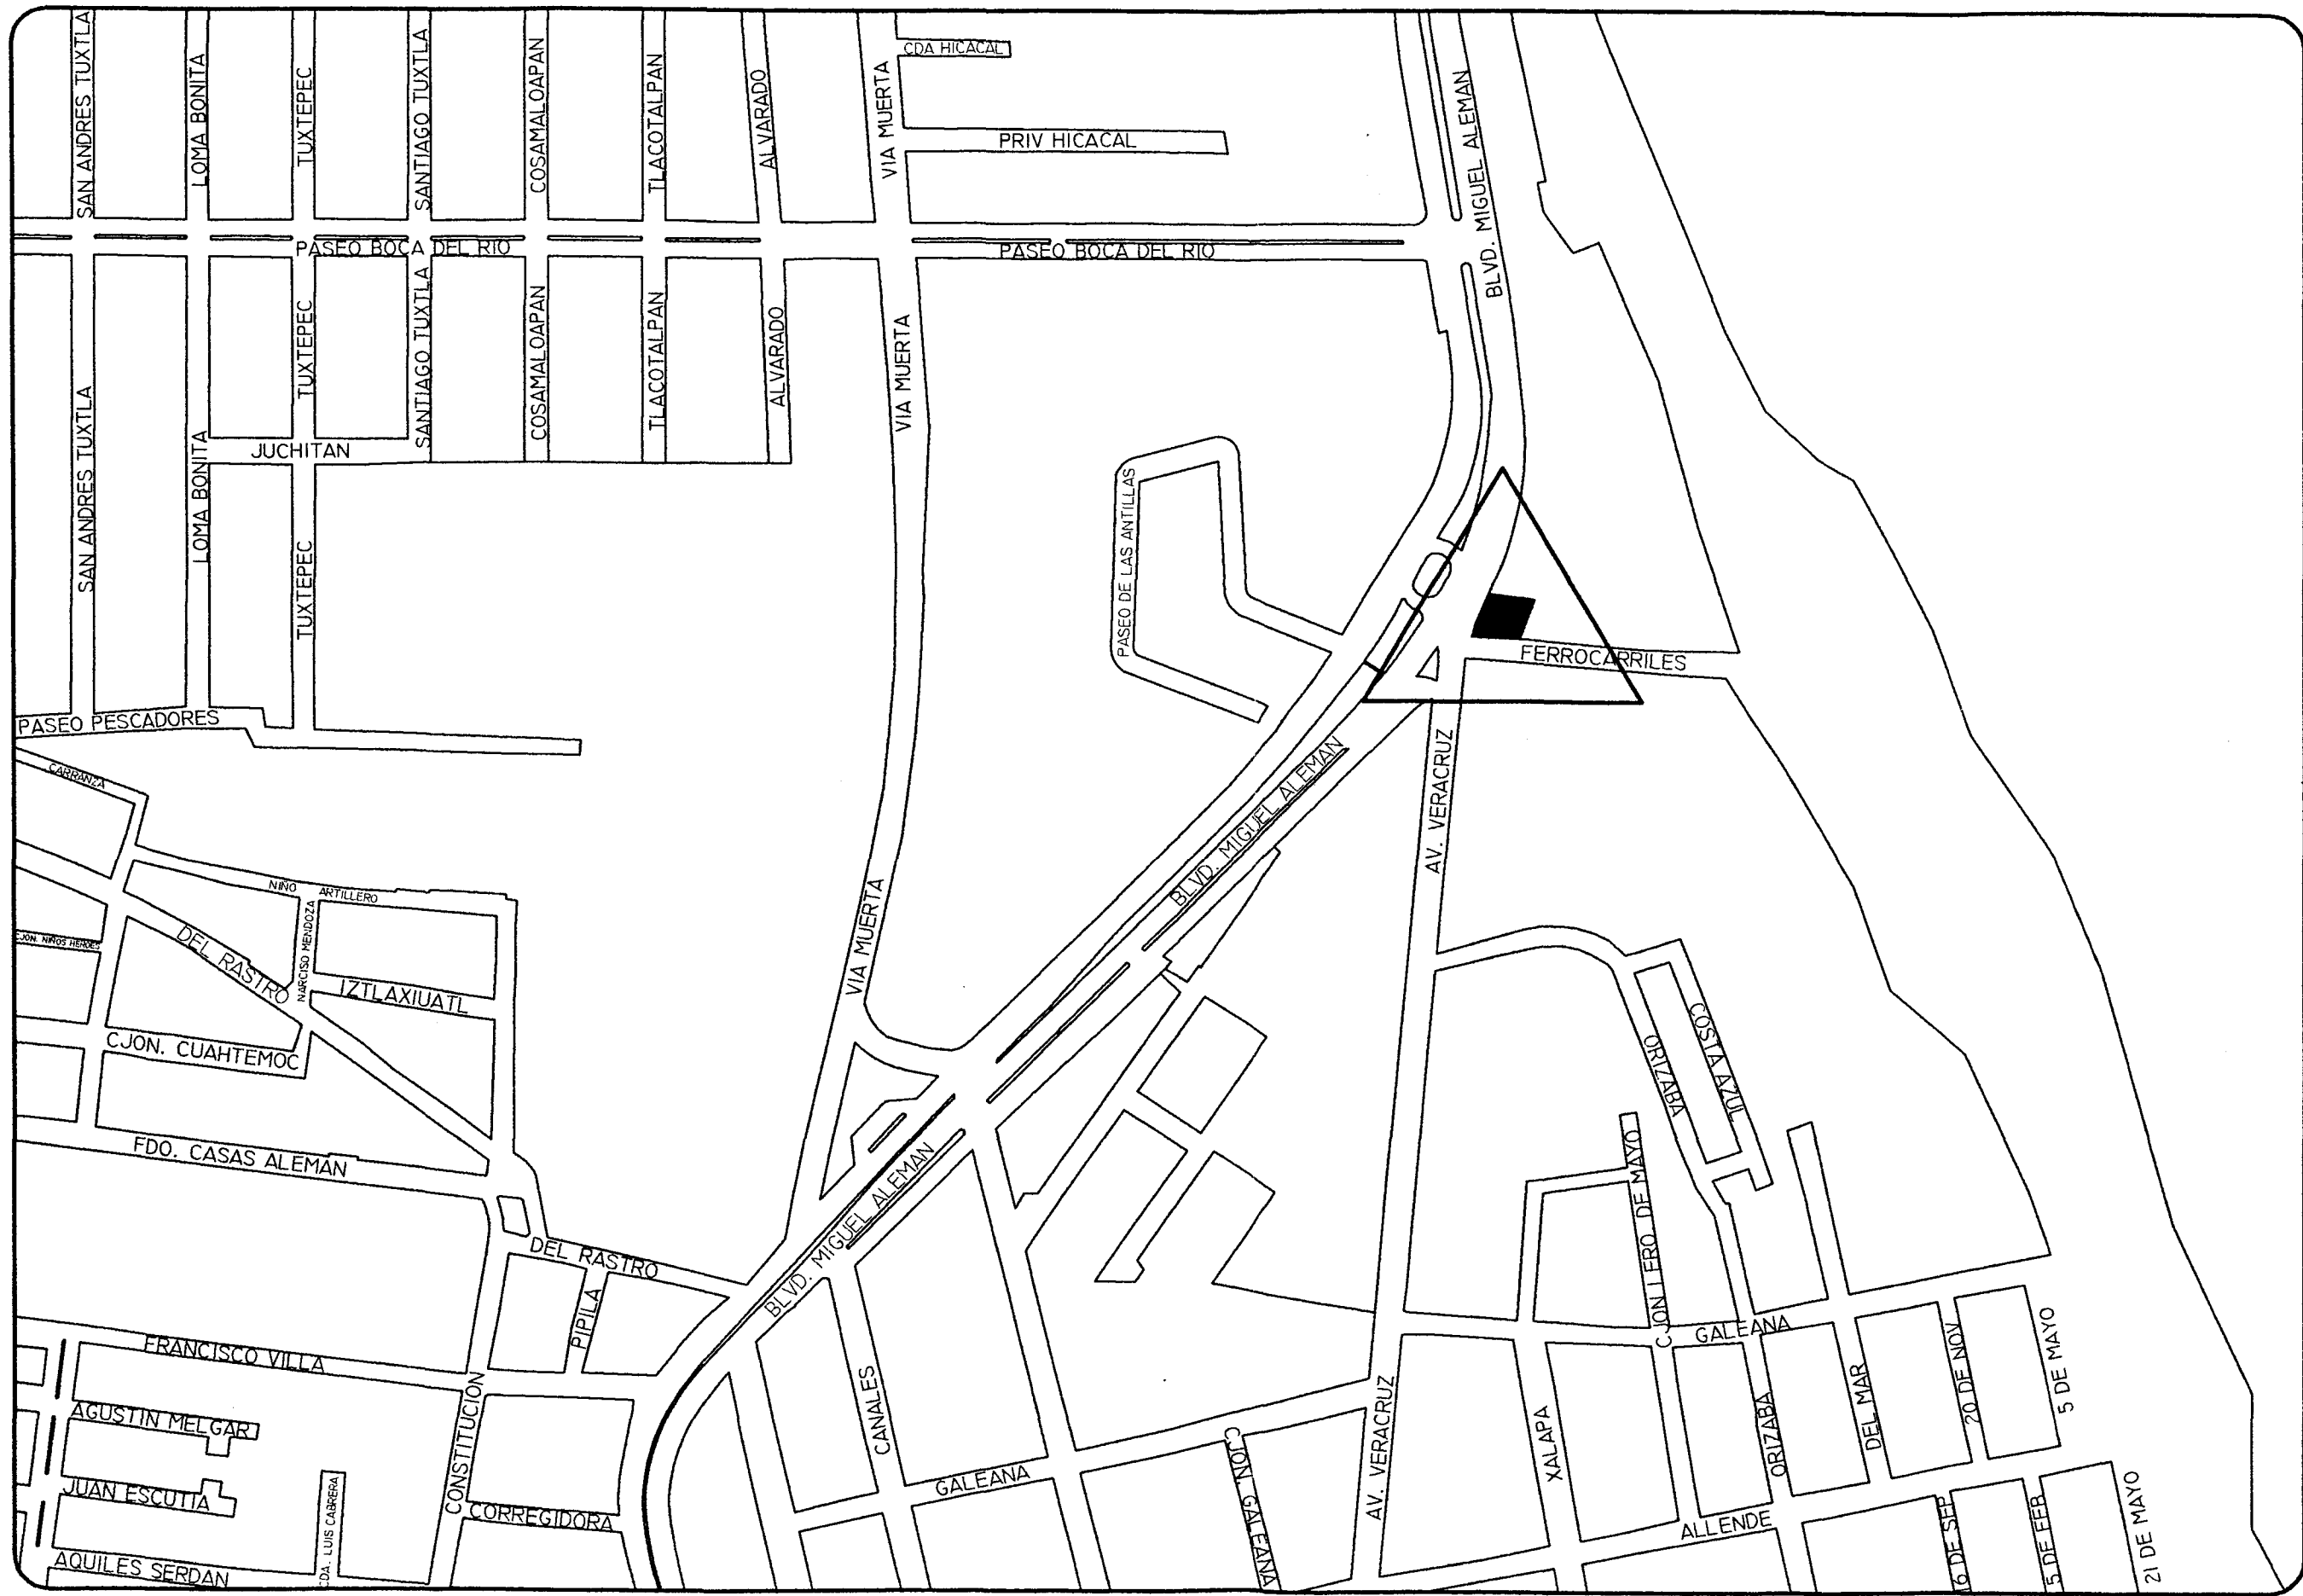 SAN ANDRES TUXTLA
LOMA BONITA
TUXTEPEC
SANTIAGO TUXTLA
COSAMALOAPAN
TLACOTALPAN
ALVARADO
VIA MUERTA
CDA HICACAL
PRIV HICACAL
BLVD. MIGUEL ALEMAN
PASEO BOCA DEL RIO
PASEO BOCA DEL RIO
SAN ANDRES TUXTLA
LOMA BONITA
TUXTEPEC
SANTIAGO TUXTLA
COSAMALOAPAN
TLACOTALPAN
ALVARADO
VIA MUERTA
JUCHITAN
TUXTEPEC
PASEO DE LAS ANTILLAS
FERROCARRILES
PASEO PESCADORES
CARRANZA
BLVD. MIGUEL ALEMAN
AV. VERACRUZ
NIÑO ARTILLERO
NARCISO MENDOZA
CJON. NIÑOS HEROES
DEL RASTRO
IZTLAXIUATL
VIA MUERTA
CJON. CUAHTEMOC
ORIZABA
COSTA AZUL
FDO. CASAS ALEMAN
BLVD. MIGUEL ALEMAN
CJON LERO DE MAYO
DEL RASTRO
PIPILA
FRANCISCO VILLA
GALEANA
CONSTITUCION
CANALES
AV. VERACRUZ
XALAPA
ORIZABA
DEL MAR
20 DE NOV
5 DE MAYO
AGUSTIN MELGAR
JUAN ESCUTIA
CDA. LUIS CABRERA
CORREGIDORA
GALEANA
CJON. GALEANA
ALLENDE
16 DE SEP
5 DE FEB
21 DE MAYO
AQUILES SERDAN